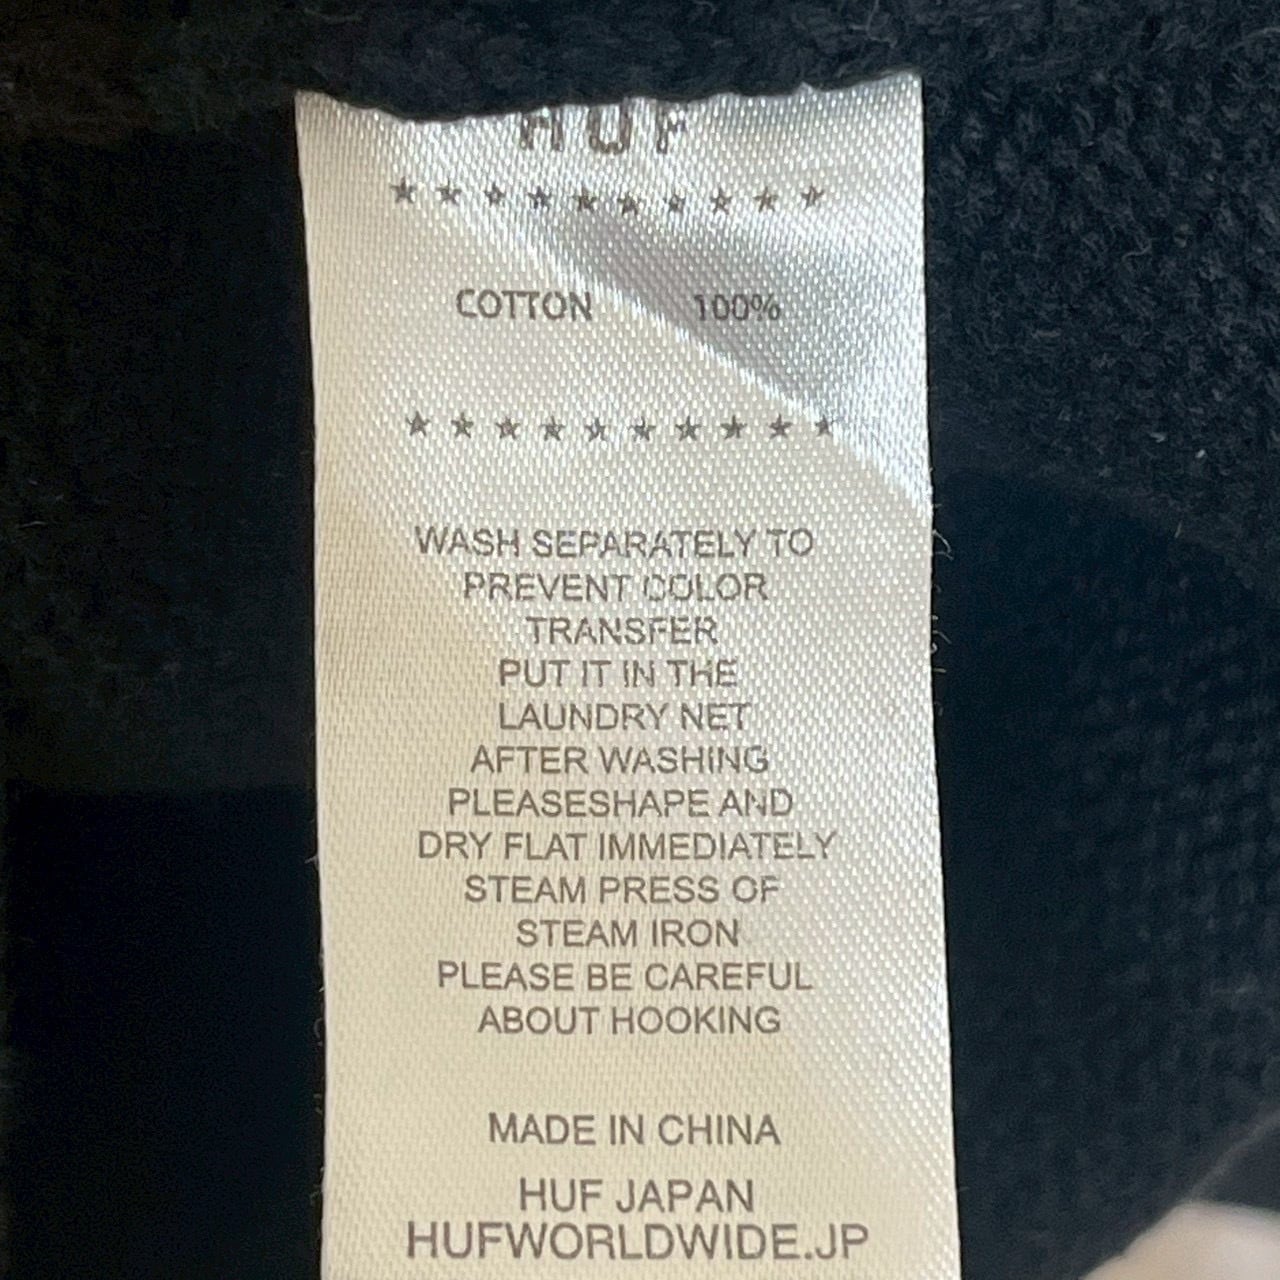 HUF
★ ★ ★ ★ ★ ★ ★ ★ ★ ★
COTTON 100%
★ ★ ★ ★ ★ ★ ★ ★ ★ ★
WASH SEPARATELY TO
PREVENT COLOR
TRANSFER
PUT IT IN THE
LAUNDRY NET
AFTER WASHING
PLEASESHAPE AND
DRY FLAT IMMEDIATELY
STEAM PRESS OF
STEAM IRON
PLEASE BE CAREFUL
ABOUT HOOKING
MADE IN CHINA
HUF JAPAN
HUFWORLDWIDE.JP